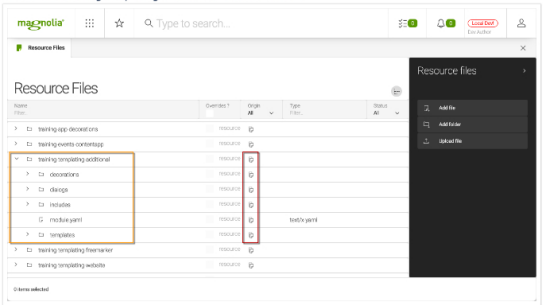 magnolia
Type to search...
0
0
Local Dev!
Dev Author
Resource Files
Resource Files
Name
Filter...
Overrides ?
Origin
All
Type
Filter...
Status
All
training app decorations
resource
training events contentapp
resource
training templating additional
resource
decorations
resource
dialogs
resource
includes
resource
module.yaml
resource
text/x.yaml
templates
resource
training templating freemarker
resource
training templating website
resource
0 items selected
Resource files
Add file
Add folder
Upload file